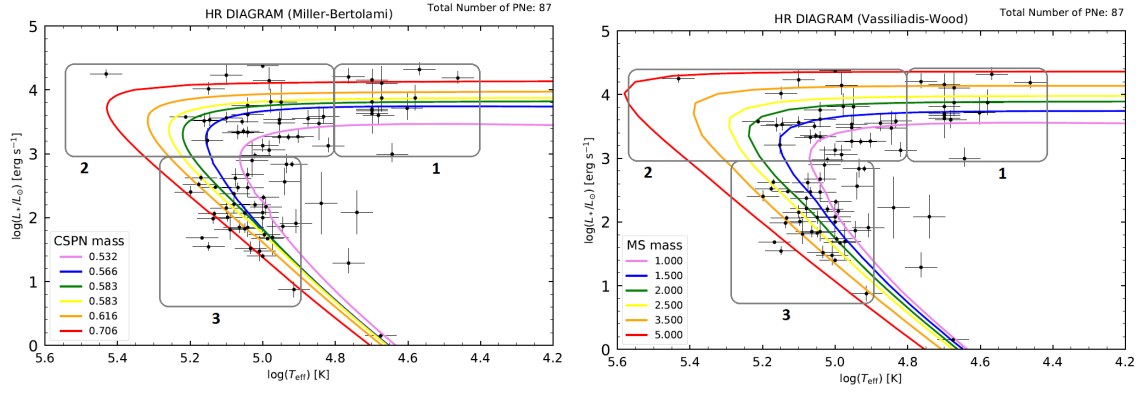 HR DIAGRAM (Miller-Bertolami)
Total Number of PNe: 87
5
4
3
2
1
0
log(L*/L⊙) [erg s⁻¹]
2
1
3
CSPN mass
0.532
0.566
0.583
0.583
0.616
0.706
5.6 5.4 5.2 5.0 4.8 4.6 4.4 4.2
log(Teff) [K]
HR DIAGRAM (Vassiliadis-Wood)
Total Number of PNe: 87
5
4
3
2
1
0
log(L*/L⊙) [erg s⁻¹]
2
1
3
MS mass
1.000
1.500
2.000
2.500
3.500
5.000
5.6 5.4 5.2 5.0 4.8 4.6 4.4 4.2
log(Teff) [K]